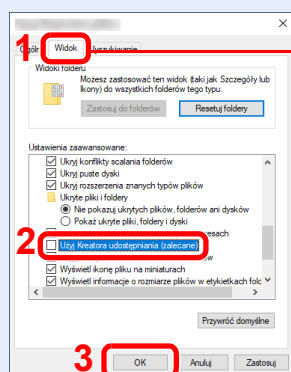 1
Widok
Widoki folderu
Możesz zastosować ten widok (taki jak Szczegóły lub
Ikony) do wszystkich folderów tego typu.
Zastosuj do folderów
Resetuj foldery
Ustawienia zaawansowane:
Ukryj konflikty scalania folderów
Ukryj puste dyski
Ukryj rozszerzenia znanych typów plików
Ukryte pliki i foldery
Nie pokazuj ukrytych plików, folderów ani dysków
Pokaż ukryte pliki, foldery i dyski
2
Użyj Kreatora udostępniania (zalecane)
Wyświetl ikonę pliku na miniaturach
Wyświetl informacje o rozmiarze plików w etykietkach folc
Przywróć domyślne
3
OK
Anuluj
Zastosuj